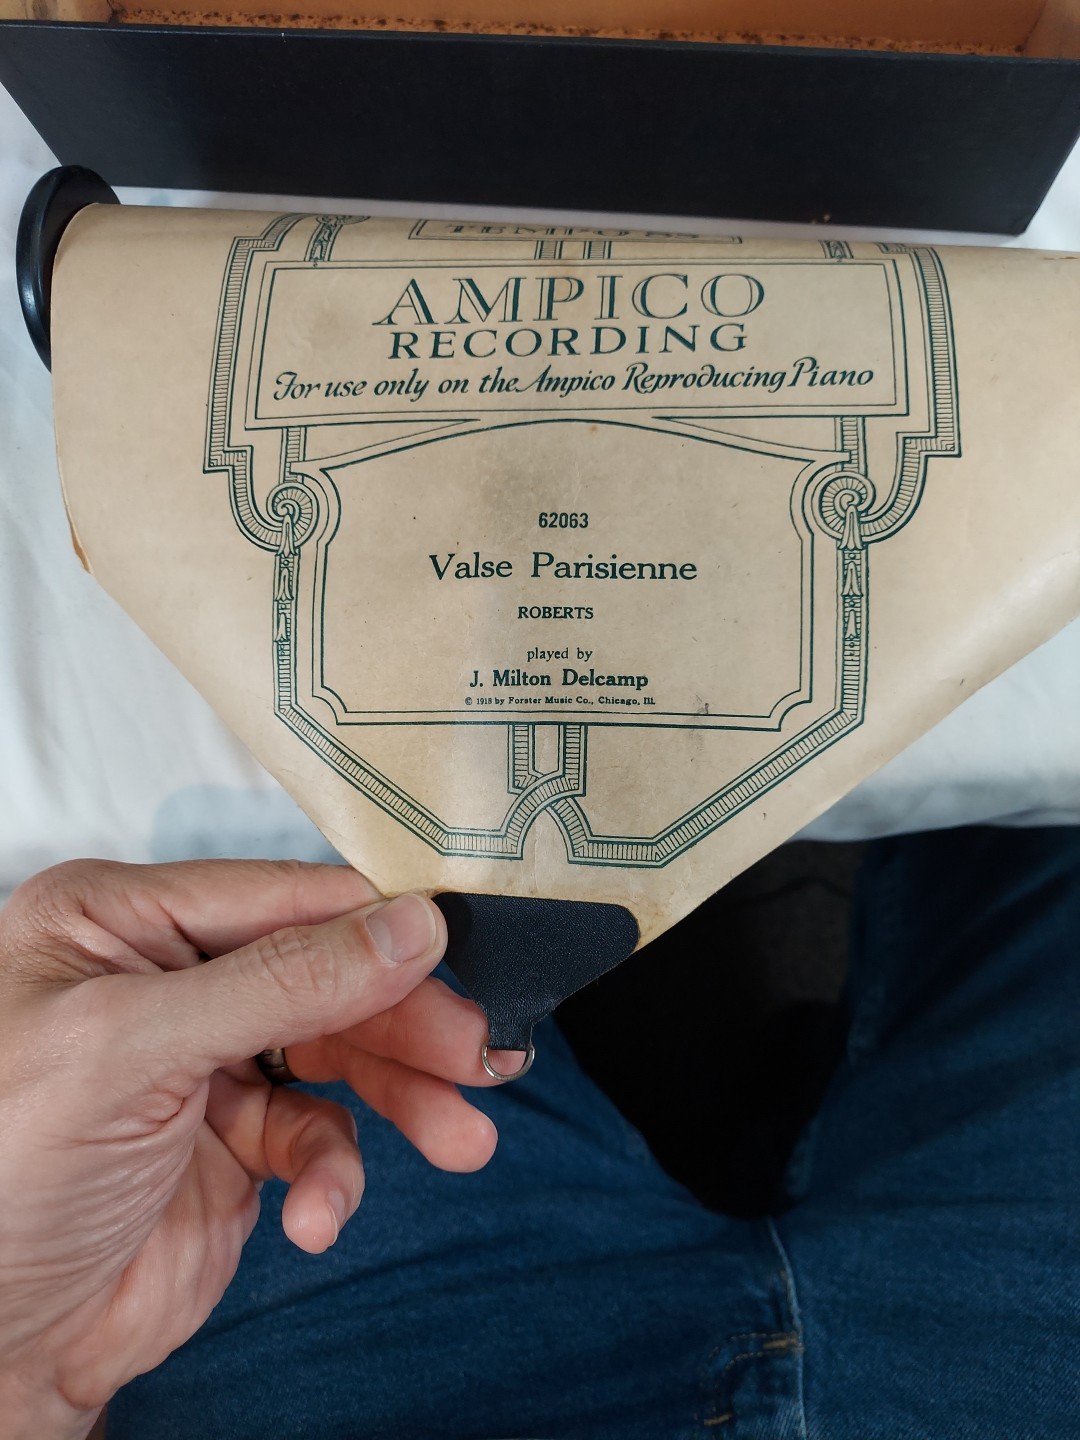 AMPICO
RECORDING
For use only on the Ampico Reproducing Piano
62063
Valse Parisienne
ROBERTS
played by
J. Milton Delcamp
© 1918 by Forster Music Co., Chicago, Ill.